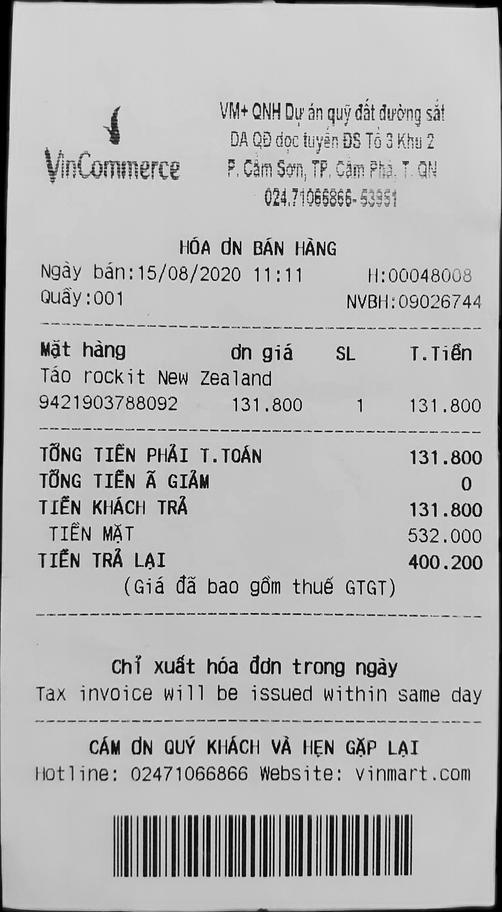 VinCommerce
VM+ QNH Dự án quỹ đất đường sắt
DA QĐ dọc tuyến ĐS Tổ 3 Khu 2
P. Cẩm Sơn, TP. Cẩm Phả, T. QN
024.71066866-53951
HÓA ƠN BÁN HÀNG
Ngày bán:15/08/2020 11:11 H:00048008
Quầy:001 NVBH:09026744
Mặt hàng ơn giá SL T.Tiền
Táo rockit New Zealand
9421903788092 131.800 1 131.800
TỔNG TIỀN PHẢI T.TOÁN 131.800
TỔNG TIỀN Ã GIẢM 0
TIỀN KHÁCH TRẢ 131.800
TIỀN MẶT 532.000
TIỀN TRẢ LẠI 400.200
(Giá đã bao gồm thuế GTGT)
Chỉ xuất hóa đơn trong ngày
Tax invoice will be issued within same day
CÁM ƠN QUÝ KHÁCH VÀ HẸN GẶP LẠI
Hotline: 02471066866 Website: vinmart.com